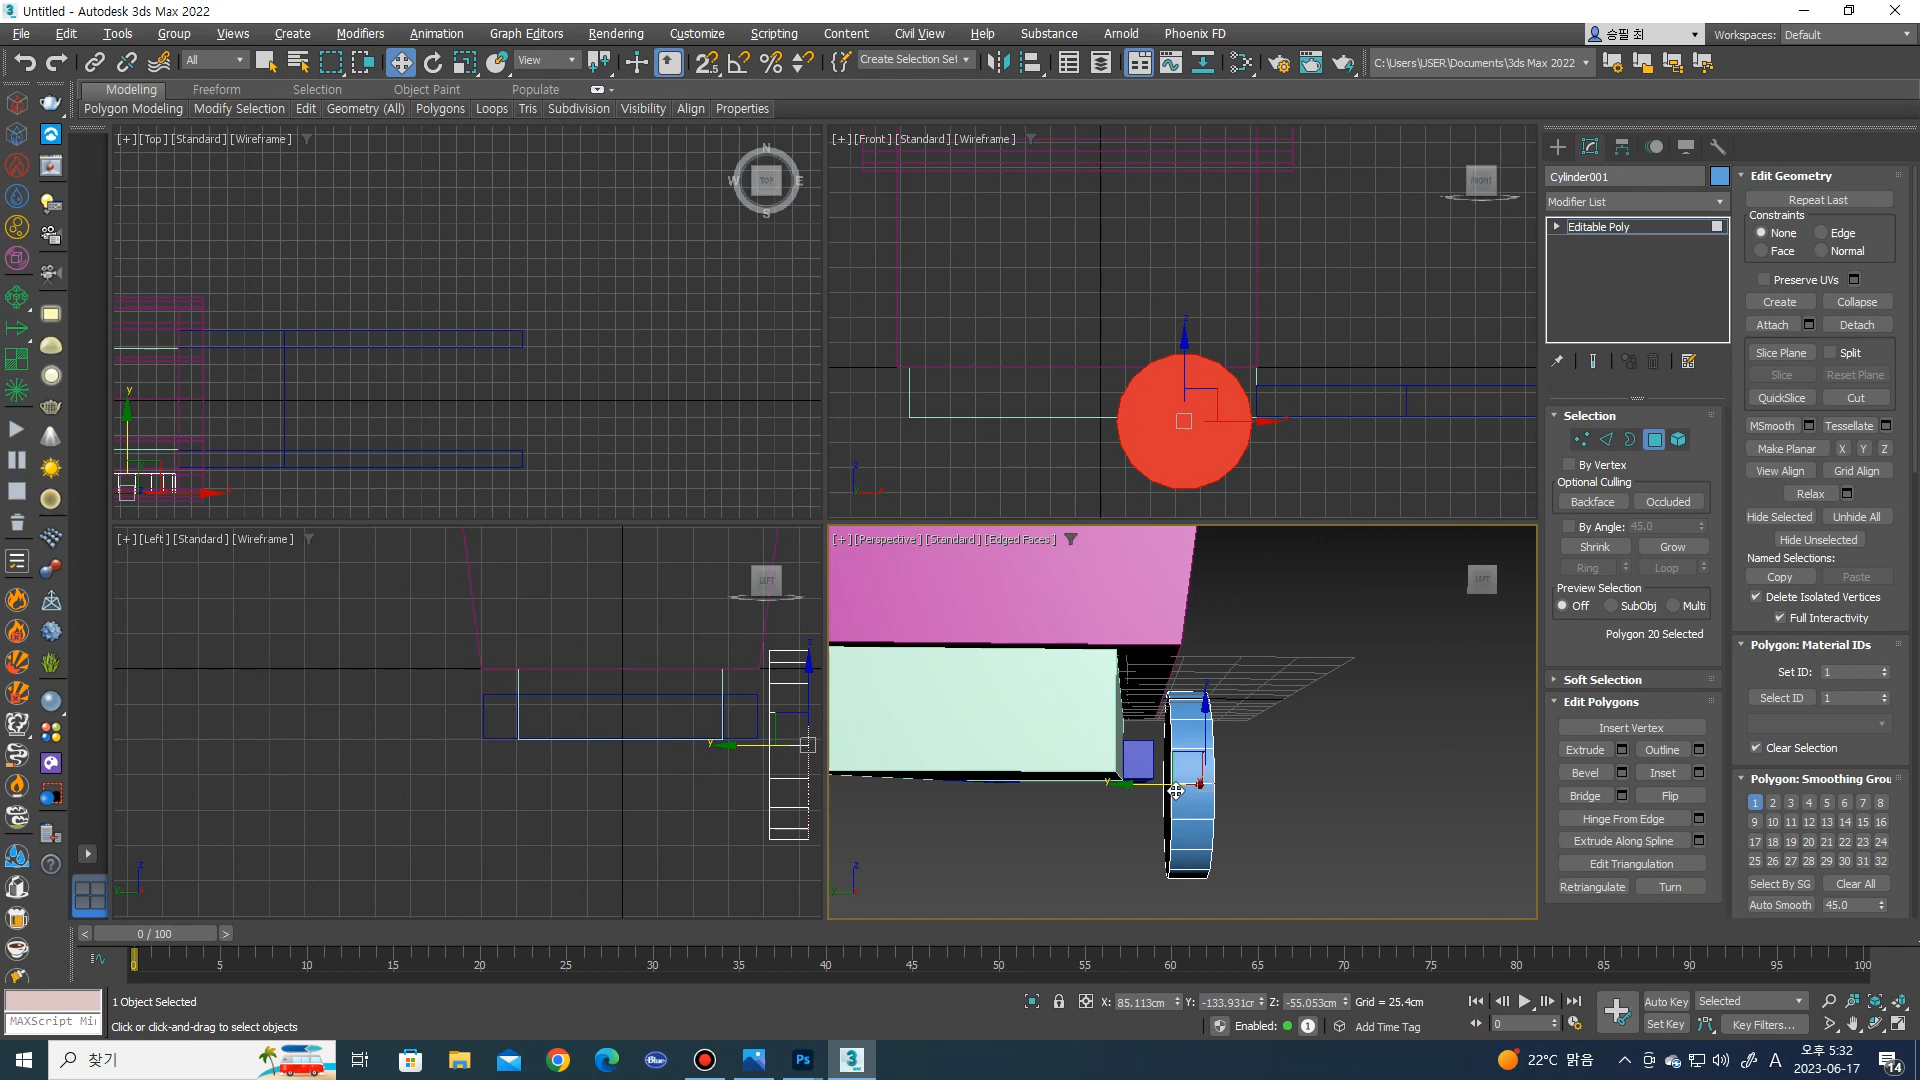 Untitled - Autodesk 3ds Max 2022
File Edit Tools Group Views Create Modifiers Animation Graph Editors Rendering Customize Scripting Content Civil View Help Substance Arnold Phoenix FD 승필 최 Workspaces: Default
All View Create Selection Set C:\Users\USER\Documents\3ds Max 2022
Modeling Freeform Selection Object Paint Populate
Polygon Modeling Modify Selection Edit Geometry (All) Polygons Loops Tris Subdivision Visibility Align Properties
[+] [Top] [Standard] [Wireframe]
N
W TOP E
S
[+] [Front] [Standard] [Wireframe]
FRONT
[+] [Left] [Standard] [Wireframe]
LEFT
[+] [Perspective] [Standard] [Edged Faces]
LEFT
Cylinder001
Modifier List
Editable Poly
Selection
By Vertex
Optional Culling
Backface Occluded
By Angle: 45.0
Shrink Grow
Ring Loop
Preview Selection
Off SubObj Multi
Polygon 20 Selected
Soft Selection
Edit Polygons
Insert Vertex
Extrude Outline
Bevel Inset
Bridge Flip
Hinge From Edge
Extrude Along Spline
Edit Triangulation
Retriangulate Turn
Edit Geometry
Repeat Last
Constraints
None Edge
Face Normal
Preserve UVs
Create Collapse
Attach Detach
Slice Plane Split
Slice Reset Plane
QuickSlice Cut
MSmooth Tessellate
Make Planar X Y Z
View Align Grid Align
Relax
Hide Selected Unhide All
Hide Unselected
Named Selections:
Copy Paste
Delete Isolated Vertices
Full Interactivity
Polygon: Material IDs
Set ID: 1
Select ID 1
Clear Selection
Polygon: Smoothing Grou
1 2 3 4 5 6 7 8
9 10 11 12 13 14 15 16
17 18 19 20 21 22 23 24
25 26 27 28 29 30 31 32
Select By SG Clear All
Auto Smooth 45.0
< 0 / 100 >
0 5 10 15 20 25 30 35 40 45 50 55 60 65 70 75 80 85 90 95 100
1 Object Selected X: 85.113cm Y: -133.931cm Z: -55.053cm Grid = 25.4cm Auto Key Selected
MAXScript Mi Click or click-and-drag to select objects Enabled: 1 Add Time Tag 0 Set Key Key Filters...
찾기 Blue Ps 3 MAX 22°C 맑음 A 오후 5:32
2023-06-17 14